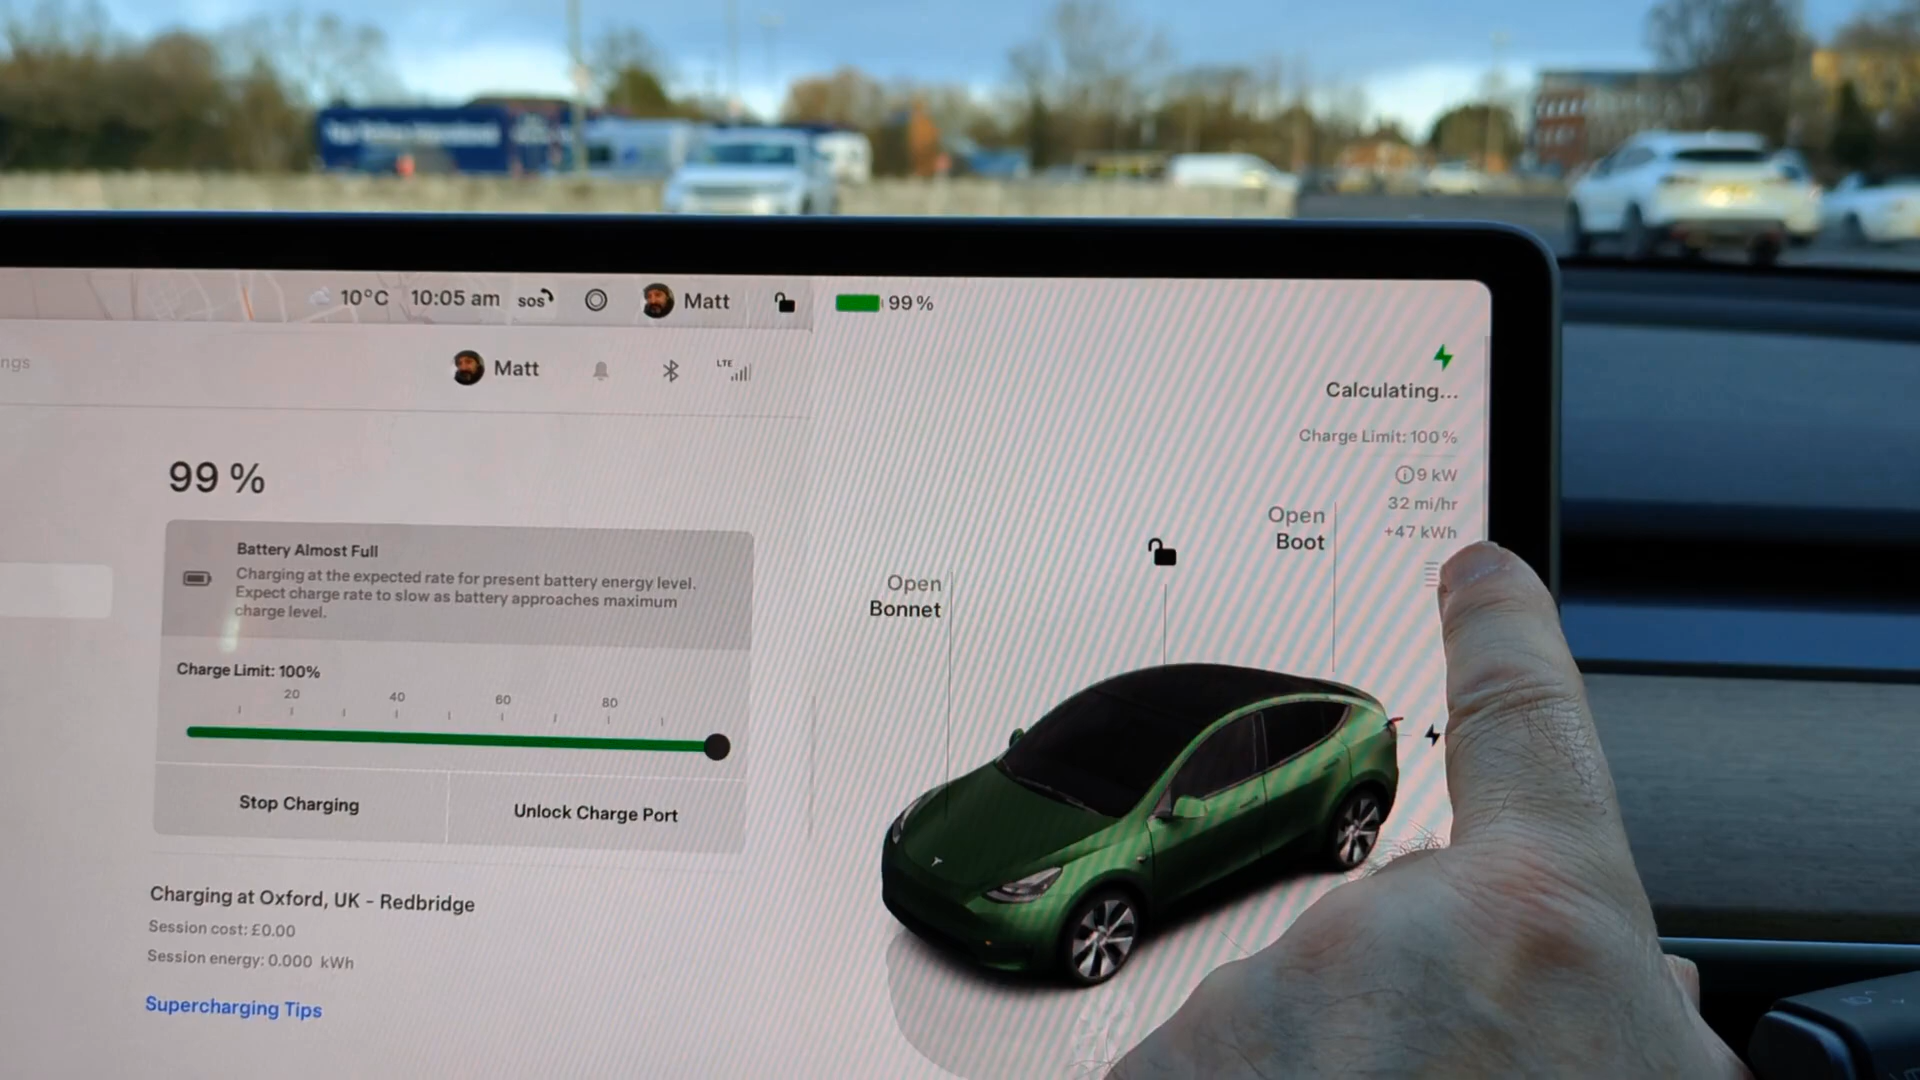 10°C 10:05 am sos Matt 99 %
ngs Matt LTE
Calculating...
Charge Limit: 100 %
9 kW
32 mi/hr
+47 kWh
99 %
Battery Almost Full
Charging at the expected rate for present battery energy level.
Expect charge rate to slow as battery approaches maximum
charge level.
Charge Limit: 100%
20 40 60 80
Stop Charging
Unlock Charge Port
Charging at Oxford, UK - Redbridge
Session cost: £0.00
Session energy: 0.000 kWh
Supercharging Tips
Open
Bonnet
Open
Boot